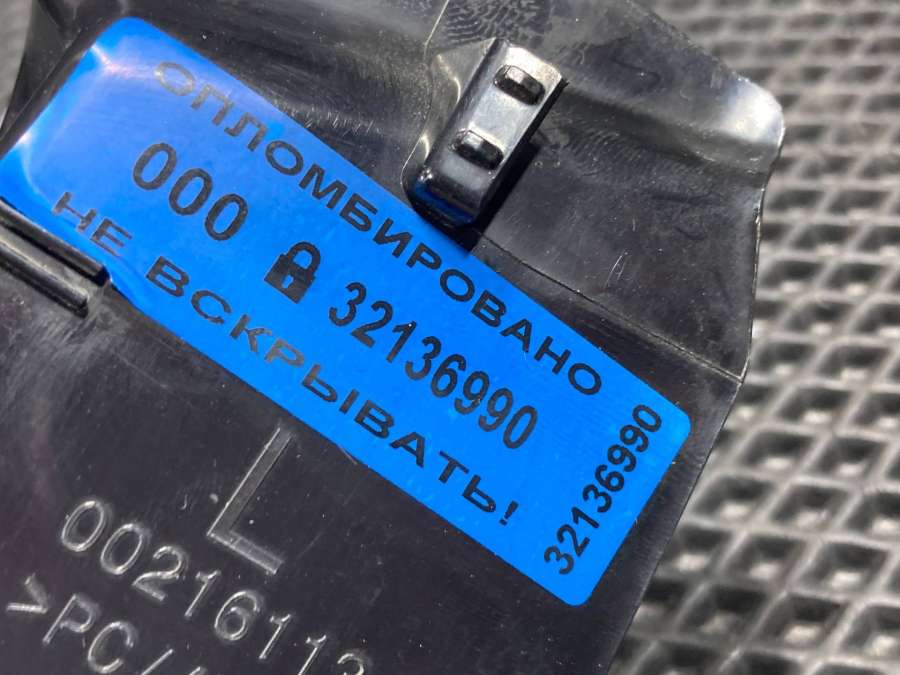 ОПЛОМБИРОВАНО
000 32136990
НЕ ВСКРЫВАТЬ!
32136990
L
00216113
>PC/